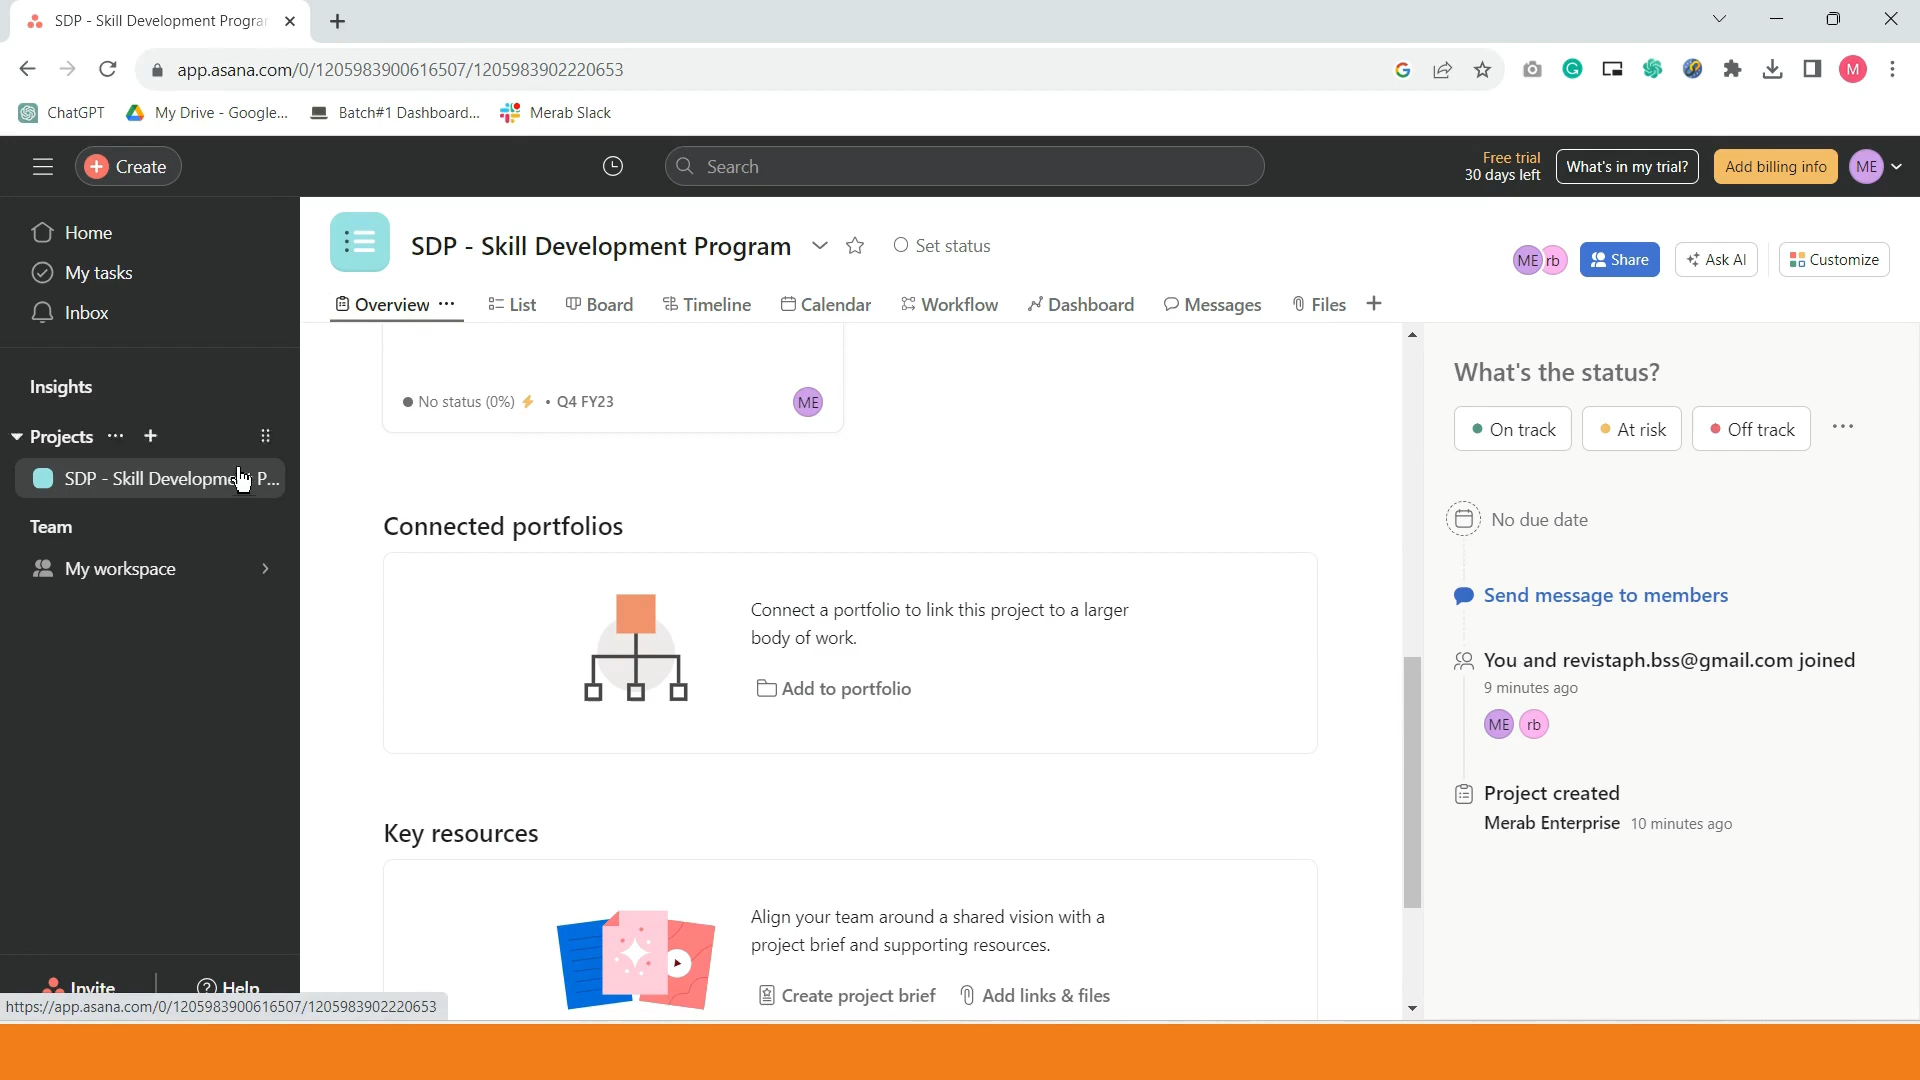 SDP - Skill Development Progra
app.asana.com/0/1205983900616507/1205983902220653
M
ChatGPT
My Drive - Google...
Batch#1 Dashboard...
Merab Slack
Create
Search
Free trial
30 days left
What's in my trial?
Add billing info
ME
Home
My tasks
Inbox
Insights
Projects
SDP - Skill Developme P...
Team
My workspace
Invite
Help
https://app.asana.com/0/1205983900616507/1205983902220653
SDP - Skill Development Program
Set status
ME rb
Share
Ask AI
Customize
Overview
List
Board
Timeline
Calendar
Workflow
Dashboard
Messages
Files
No status (0%) • Q4 FY23
ME
Connected portfolios
Connect a portfolio to link this project to a larger
body of work.
Add to portfolio
Key resources
Align your team around a shared vision with a
project brief and supporting resources.
Create project brief
Add links & files
What's the status?
On track
At risk
Off track
No due date
Send message to members
You and revistaph.bss@gmail.com joined
9 minutes ago
ME rb
Project created
Merab Enterprise 10 minutes ago